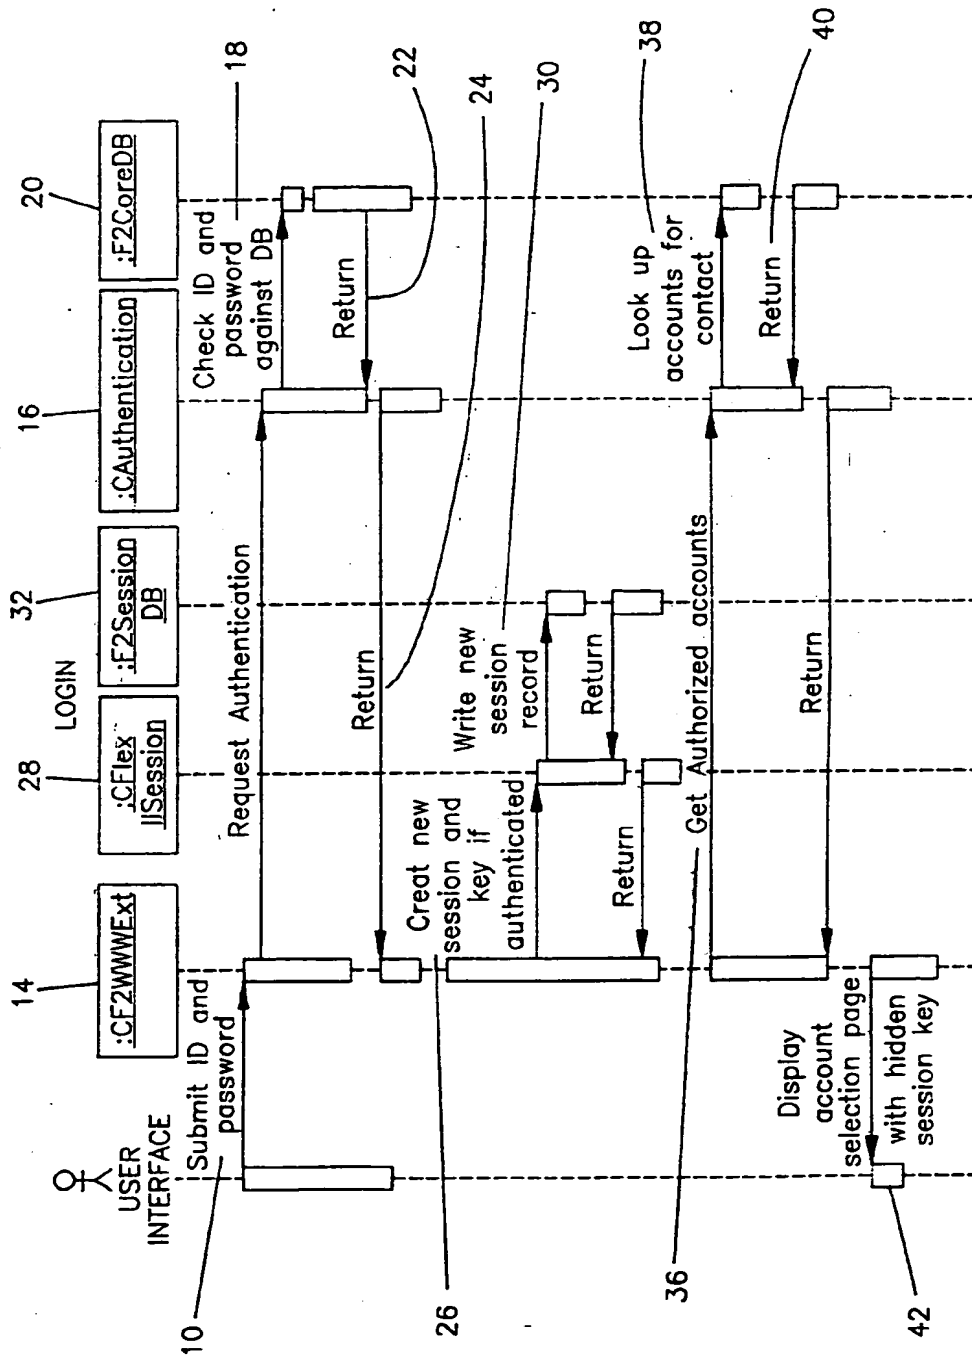 LOGIN
14
28
32
16
20
USER
INTERFACE
:CF2WWWExt
:CFlex
IISession
:F2Session
DB
:CAuthentication
:F2CoreDB
10
Submit ID and
password
Request Authentication
Check ID and
password
against DB
18
Return
22
Return
24
26
Creat new
session and
key if
authenticated
Write new
session
record
30
Return
Return
36
Get Authorized accounts
Look up
accounts for
contact
38
Return
40
Return
Display
account
selection page
with hidden
session key
42